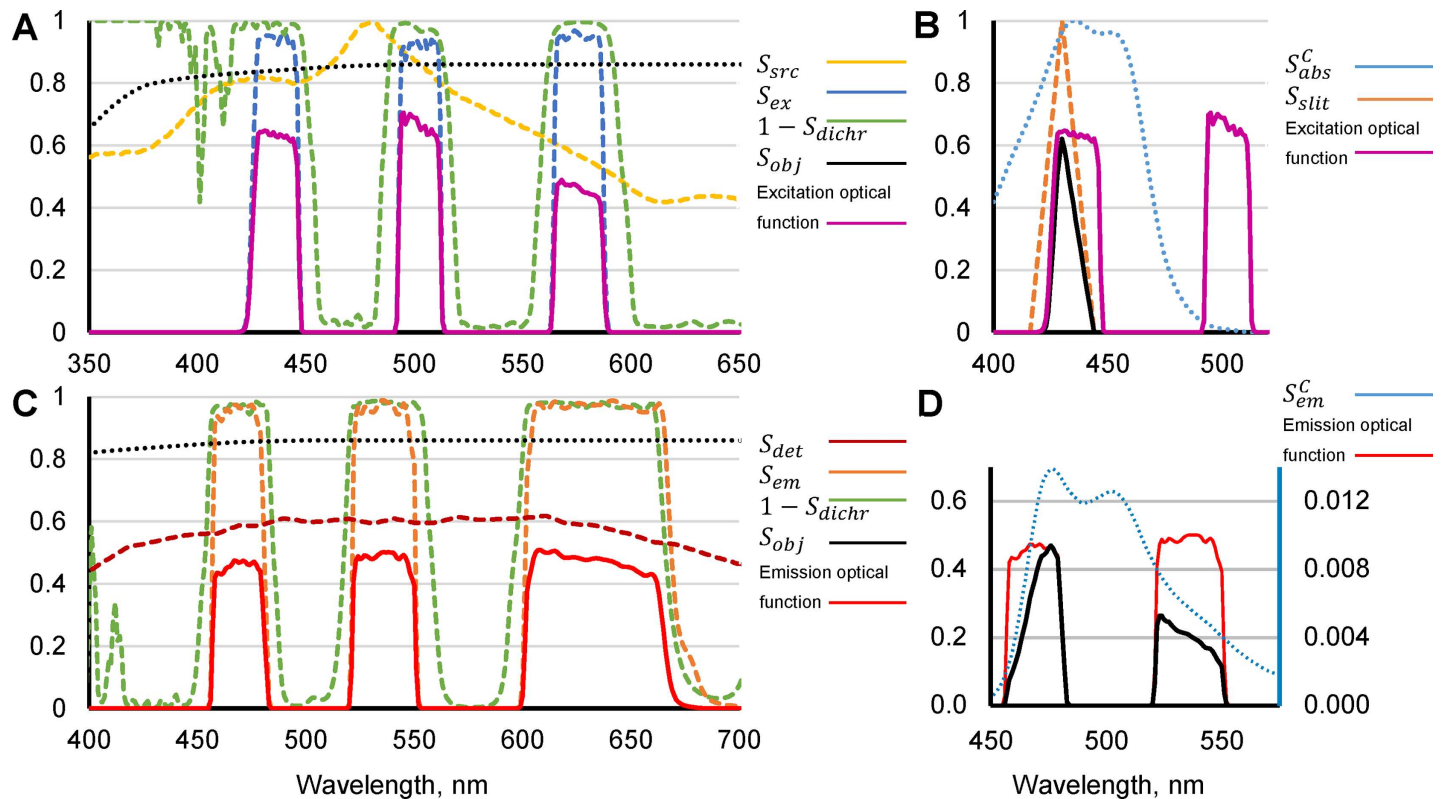 A
1
0.8
0.6
0.4
0.2
0
350 400 450 500 550 600 650
S_src
S_ex
1 − S_dichr
S_obj
Excitation optical
function
B
1
0.8
0.6
0.4
0.2
0
400 450 500
S^C_abs
S_slit
Excitation optical
function
C
1
0.8
0.6
0.4
0.2
0
400 450 500 550 600 650 700
Wavelength, nm
S_det
S_em
1 − S_dichr
S_obj
Emission optical
function
D
S^C_em
Emission optical
function
0.6 0.012
0.4 0.008
0.2 0.004
0.0 0.000
450 500 550
Wavelength, nm